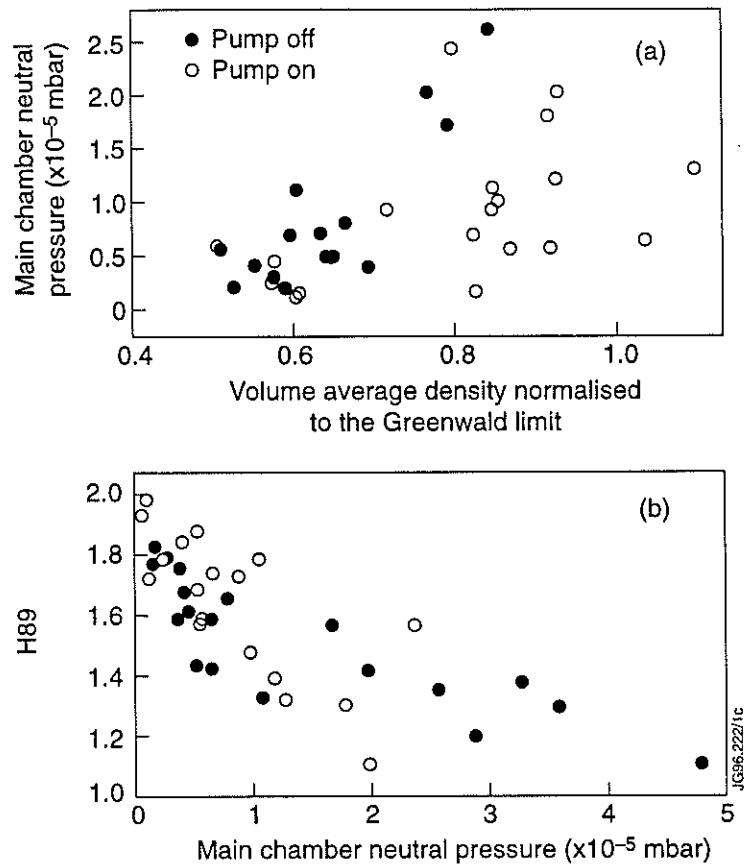 Pump off
Pump on
(a)
2.5
2.0
1.5
1.0
0.5
0
Main chamber neutral
pressure (x10⁻⁵ mbar)
0.4
0.6
0.8
1.0
Volume average density normalised
to the Greenwald limit
(b)
2.0
1.8
1.6
1.4
1.2
1.0
H89
0
1
2
3
4
5
Main chamber neutral pressure (x10⁻⁵ mbar)
JG96.222/1c